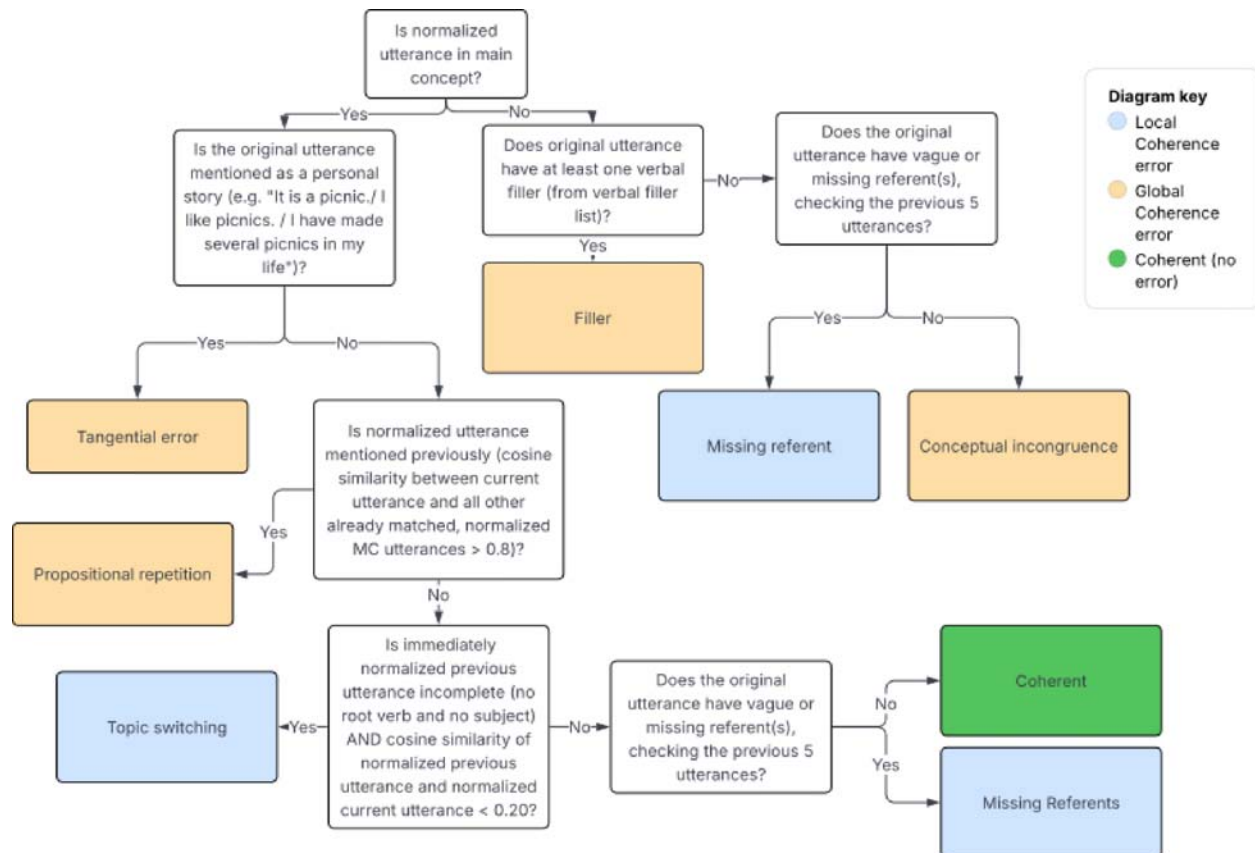 Is normalized
utterance in main
concept?
Yes
No
Is the original utterance
mentioned as a personal
story (e.g. "It is a picnic./ I
like picnics. / I have made
several picnics in my
life")?
Does original utterance
have at least one verbal
filler (from verbal filler
list)?
No
Does the original
utterance have vague or
missing referent(s),
checking the previous 5
utterances?
Diagram key
Local
Coherence
error
Global
Coherence
error
Coherent (no
error)
Yes
Filler
Yes
No
Yes
No
Tangential error
Is normalized utterance
mentioned previously (cosine
similarity between current
utterance and all other
already matched, normalized
MC utterances > 0.8)?
Missing referent
Conceptual incongruence
Yes
Propositional repetition
No
Is immediately
normalized previous
utterance incomplete (no
root verb and no subject)
AND cosine similarity of
normalized previous
utterance and normalized
current utterance < 0.20?
Topic switching
Yes
No
Does the original
utterance have vague or
missing referent(s),
checking the previous 5
utterances?
No
Coherent
Yes
Missing Referents